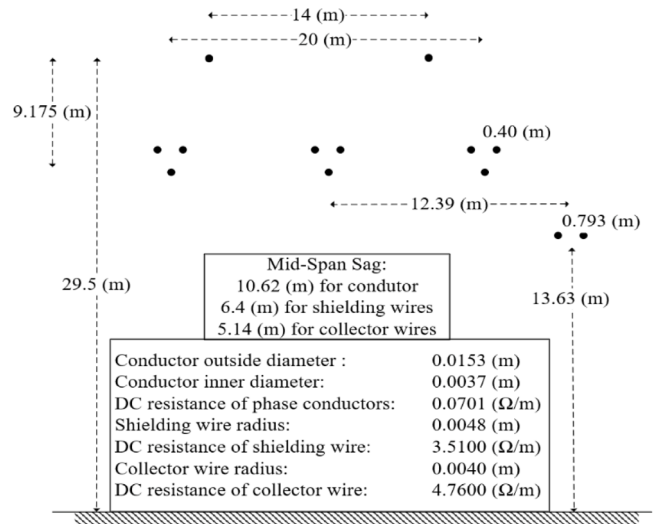 14 (m)
20 (m)
9.175 (m)
0.40 (m)
12.39 (m)
0.793 (m)
29.5 (m)
13.63 (m)
Mid-Span Sag:
10.62 (m) for condutor
6.4 (m) for shielding wires
5.14 (m) for collector wires
Conductor outside diameter : 0.0153 (m)
Conductor inner diameter: 0.0037 (m)
DC resistance of phase conductors: 0.0701 (Ω/m)
Shielding wire radius: 0.0048 (m)
DC resistance of shielding wire: 3.5100 (Ω/m)
Collector wire radius: 0.0040 (m)
DC resistance of collector wire: 4.7600 (Ω/m)